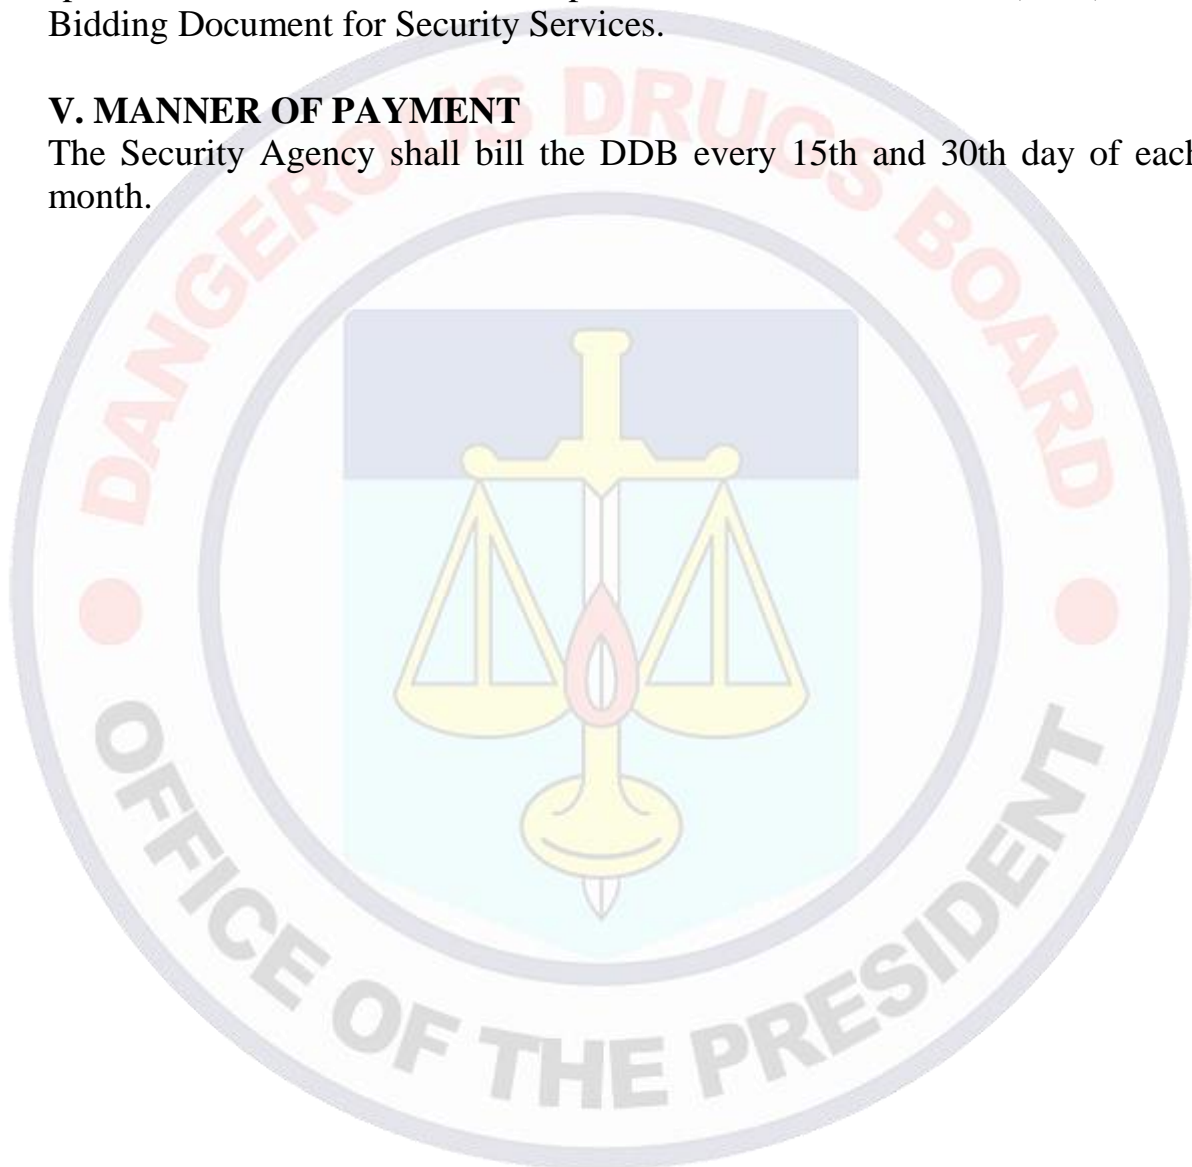 Bidding Document for Security Services.
V. MANNER OF PAYMENT
The Security Agency shall bill the DDB every 15th and 30th day of each
month.
DANGEROUS DRUGS BOARD
OFFICE OF THE PRESIDENT